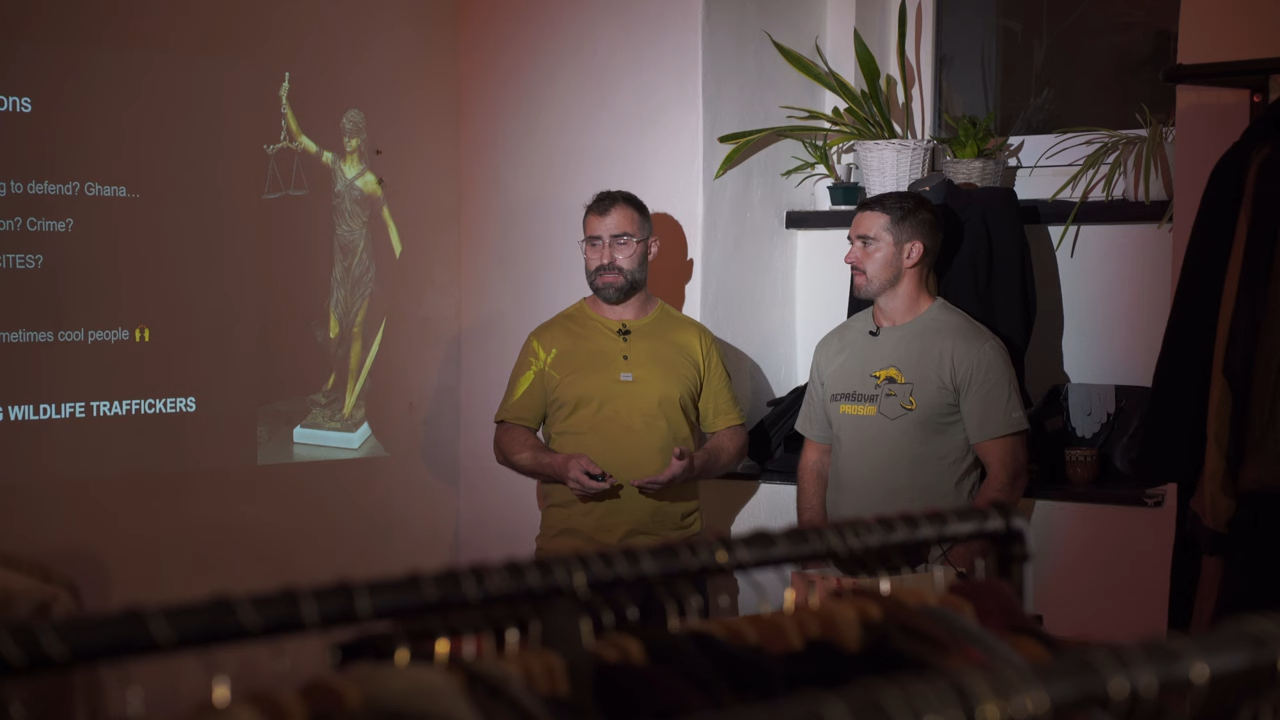 ons
g to defend? Ghana...
on? Crime?
CITES?
metimes cool people 🙌
G WILDLIFE TRAFFICKERS
NEPAŠOVAT
PROSÍM!